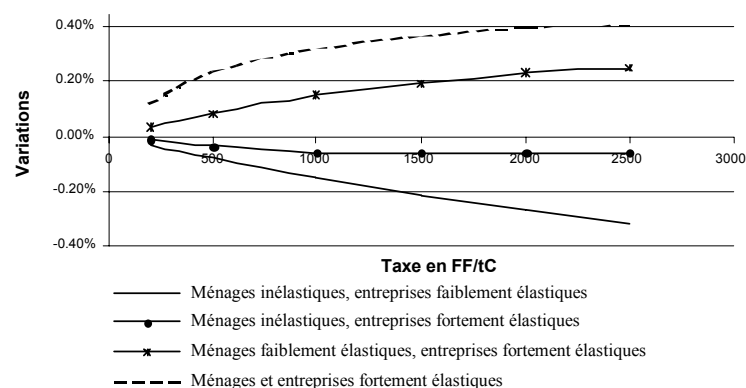 0.40%
0.20%
0.00%
-0.20%
-0.40%
Variations
0 500 1000 1500 2000 2500 3000
Taxe en FF/tC
Ménages inélastiques, entreprises faiblement élastiques
Ménages inélastiques, entreprises fortement élastiques
Ménages faiblement élastiques, entreprises fortement élastiques
Ménages et entreprises fortement élastiques